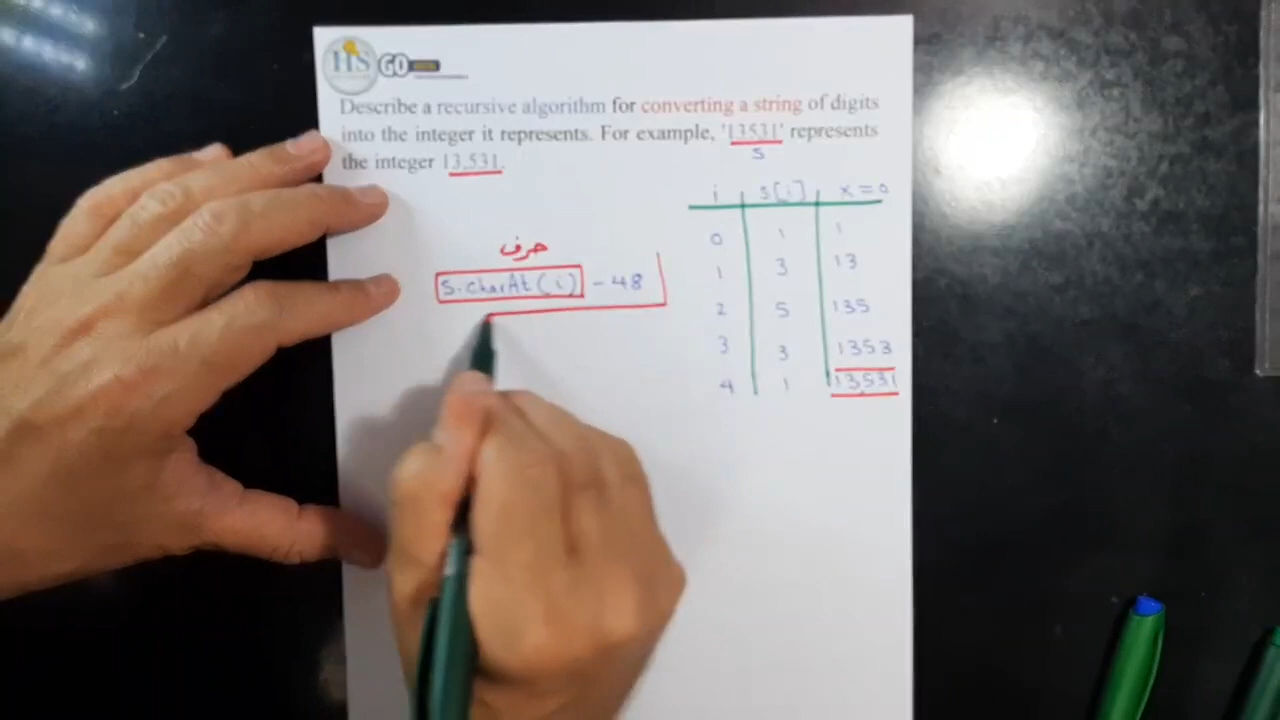 HS GO
Describe a recursive algorithm for converting a string of digits
into the integer it represents. For example, '13531' represents
the integer 13,531.
S
i s[i] x=0
0 1 1
1 3 13
2 5 135
3 3 1353
4 1 13,531
حرف
s.charAt(i) - 48